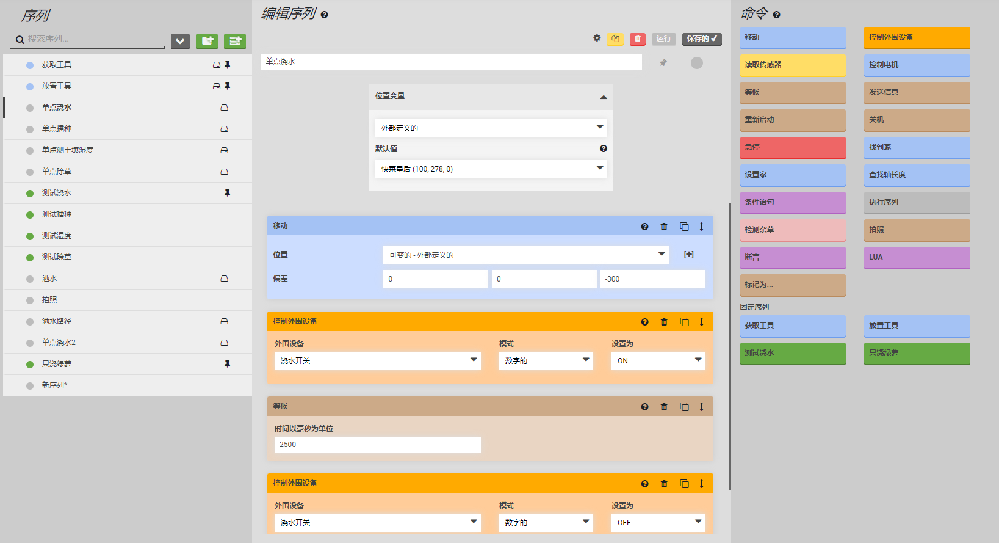 序列
搜索序列...
获取工具
放置工具
单点浇水
单点播种
单点测土壤湿度
单点除草
测试浇水
测试播种
测试湿度
测试除草
洒水
拍照
洒水路径
单点浇水2
只浇绿萝
新序列*
编辑序列
运行
保存的
单点浇水
位置变量
外部定义的
默认值
快菜皇后 (100, 278, 0)
移动
位置
可变的 - 外部定义的
[+]
偏差
0
0
-300
控制外围设备
外围设备
模式
设置为
浇水开关
数字的
ON
等候
时间以毫秒为单位
2500
控制外围设备
外围设备
模式
设置为
浇水开关
数字的
OFF
命令
移动
控制外围设备
读取传感器
控制电机
等候
发送信息
重新启动
关机
急停
找到家
设置家
查找轴长度
条件语句
执行序列
检测杂草
拍照
断言
LUA
标记为...
固定序列
获取工具
放置工具
测试浇水
只浇绿萝